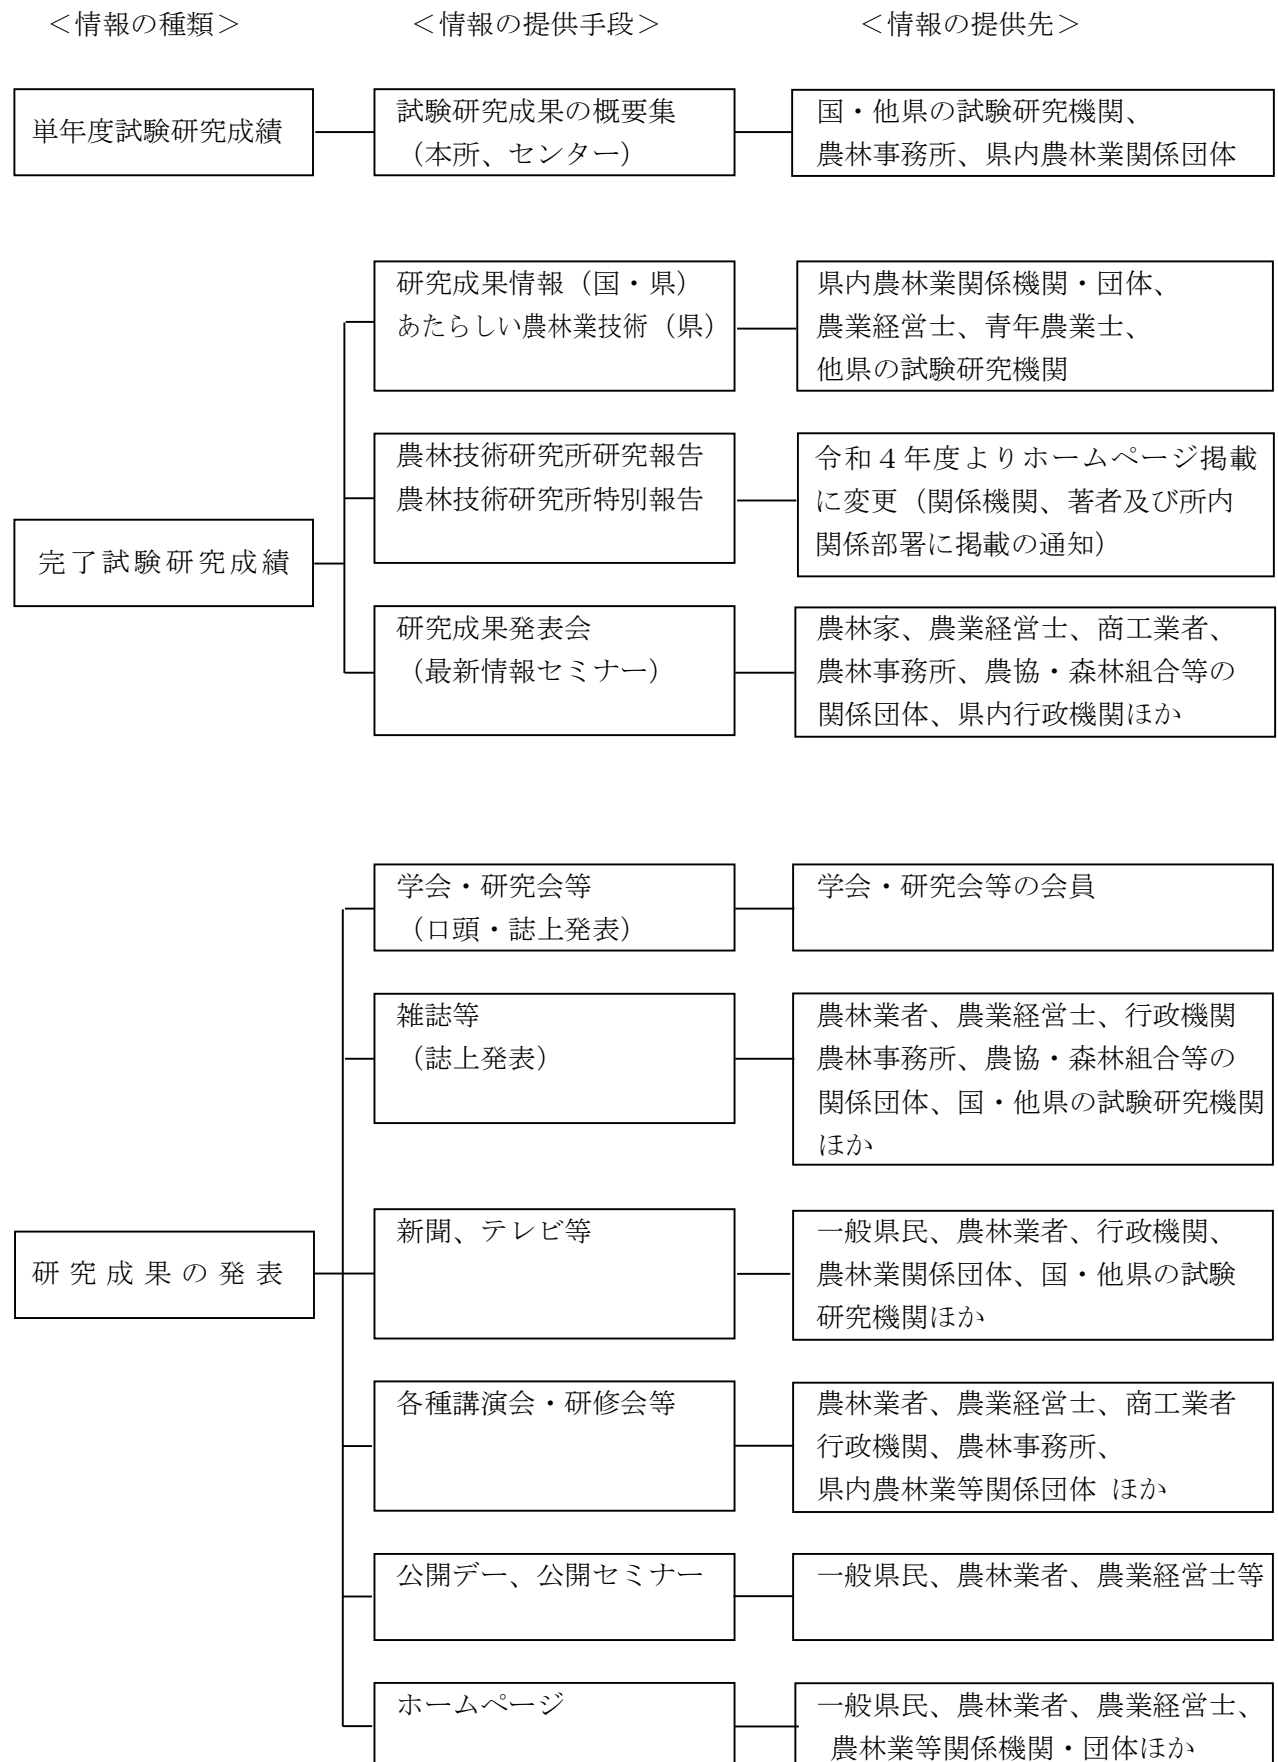 ＜情報の種類＞　＜情報の提供手段＞　＜情報の提供先＞
単年度試験研究成績
試験研究成果の概要集
（本所、センター）
国・他県の試験研究機関、
農林事務所、県内農林業関係団体
完了試験研究成績
研究成果情報（国・県）
あたらしい農林業技術（県）
県内農林業関係機関・団体、
農業経営士、青年農業士、
他県の試験研究機関
農林技術研究所研究報告
農林技術研究所特別報告
令和４年度よりホームページ掲載
に変更（関係機関、著者及び所内
関係部署に掲載の通知）
研究成果発表会
（最新情報セミナー）
農林家、農業経営士、商工業者、
農林事務所、農協・森林組合等の
関係団体、県内行政機関ほか
研究成果の発表
学会・研究会等
（口頭・誌上発表）
学会・研究会等の会員
雑誌等
（誌上発表）
農林業者、農業経営士、行政機関
農林事務所、農協・森林組合等の
関係団体、国・他県の試験研究機関
ほか
新聞、テレビ等
一般県民、農林業者、行政機関、
農林業関係団体、国・他県の試験
研究機関ほか
各種講演会・研修会等
農林業者、農業経営士、商工業者
行政機関、農林事務所、
県内農林業等関係団体 ほか
公開デー、公開セミナー
一般県民、農林業者、農業経営士等
ホームページ
一般県民、農林業者、農業経営士、
農林業等関係機関・団体ほか